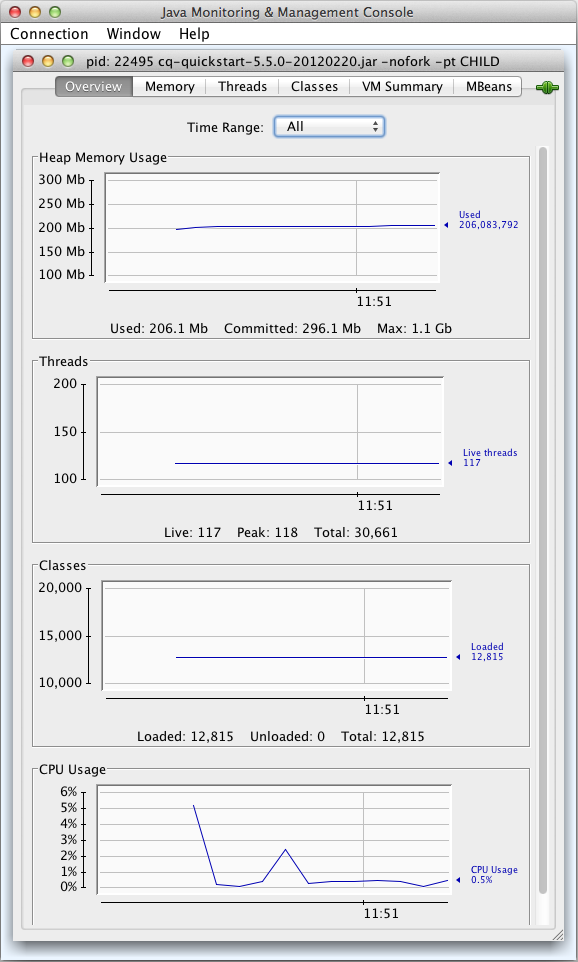 Java Monitoring & Management Console
Connection Window Help
pid: 22495 cq-quickstart-5.5.0-20120220.jar -nofork -pt CHILD
Overview Memory Threads Classes VM Summary MBeans
Time Range: All
Heap Memory Usage
300 Mb
250 Mb
200 Mb
150 Mb
100 Mb
Used
206,083,792
11:51
Used: 206.1 Mb Committed: 296.1 Mb Max: 1.1 Gb
Threads
200
150
100
Live threads
117
11:51
Live: 117 Peak: 118 Total: 30,661
Classes
20,000
15,000
10,000
Loaded
12,815
11:51
Loaded: 12,815 Unloaded: 0 Total: 12,815
CPU Usage
6%
5%
4%
3%
2%
1%
0%
CPU Usage
0.5%
11:51